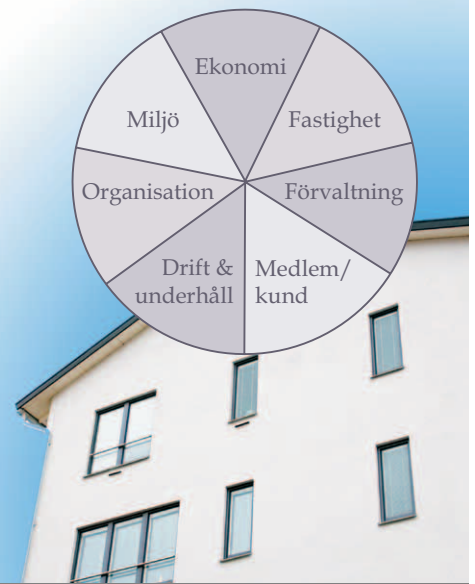 Ekonomi
Fastighet
Förvaltning
Medlem/
kund
Drift &
underhåll
Organisation
Miljö